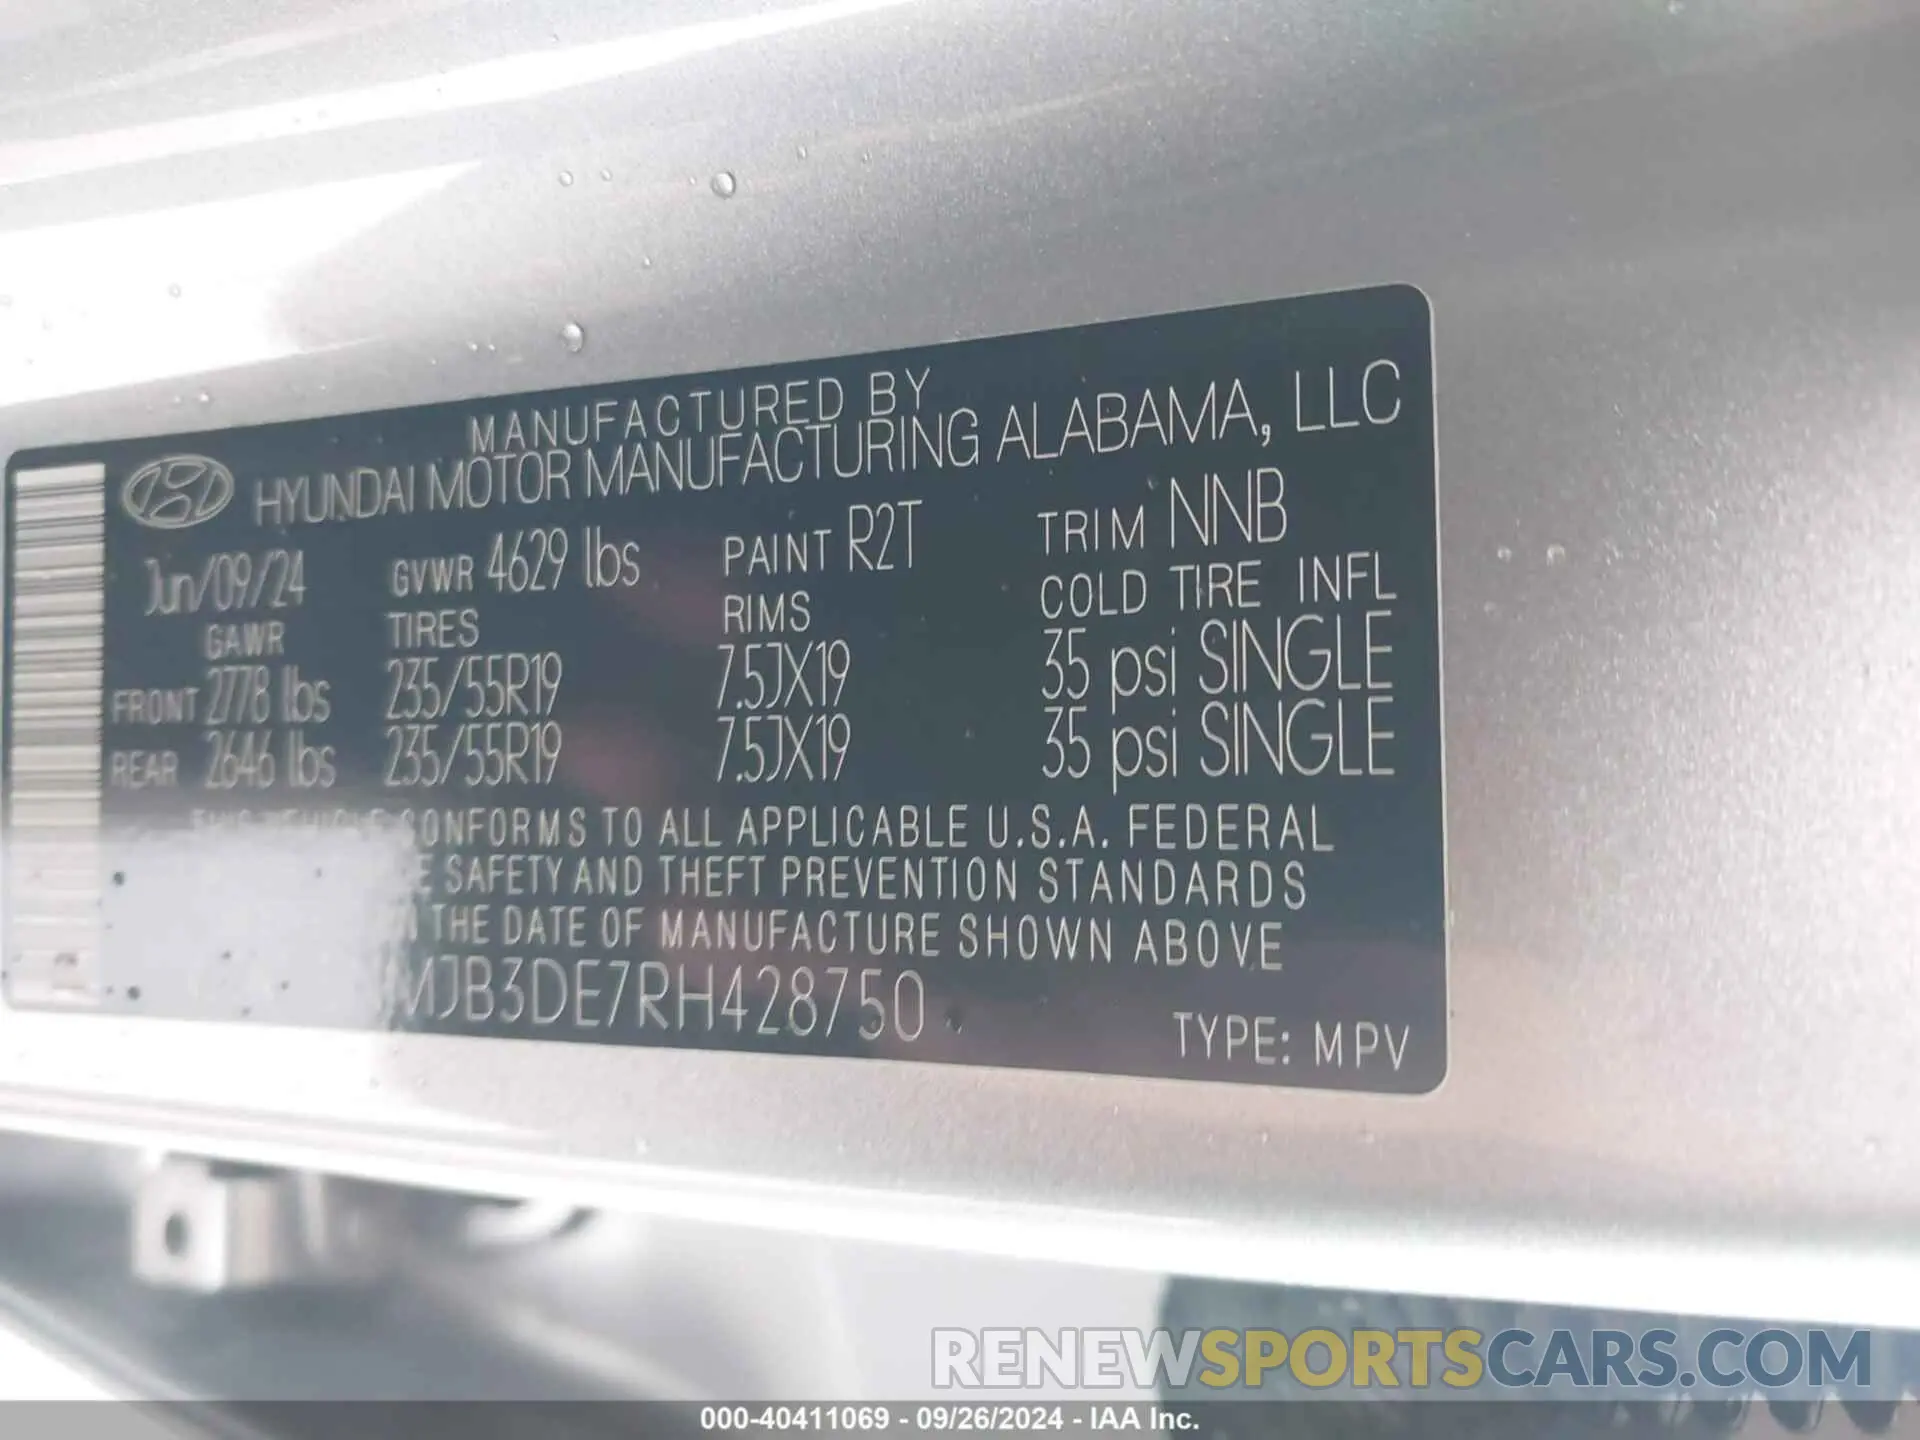 MANUFACTURED BY
HYUNDAI MOTOR MANUFACTURING ALABAMA, LLC
Jun/09/24 GVWR 4629 lbs PAINT R2T TRIM NNB
GAWR TIRES RIMS COLD TIRE INFL
FRONT 2778 lbs 235/55R19 7.5JX19 35 psi SINGLE
REAR 2646 lbs 235/55R19 7.5JX19 35 psi SINGLE
THIS VEHICLE CONFORMS TO ALL APPLICABLE U.S.A. FEDERAL
SAFETY AND THEFT PREVENTION STANDARDS
THE DATE OF MANUFACTURE SHOWN ABOVE
MJB3DE7RH428750
TYPE: MPV
RENEWSPORTSCARS.COM
000-40411069 - 09/26/2024 - IAA Inc.